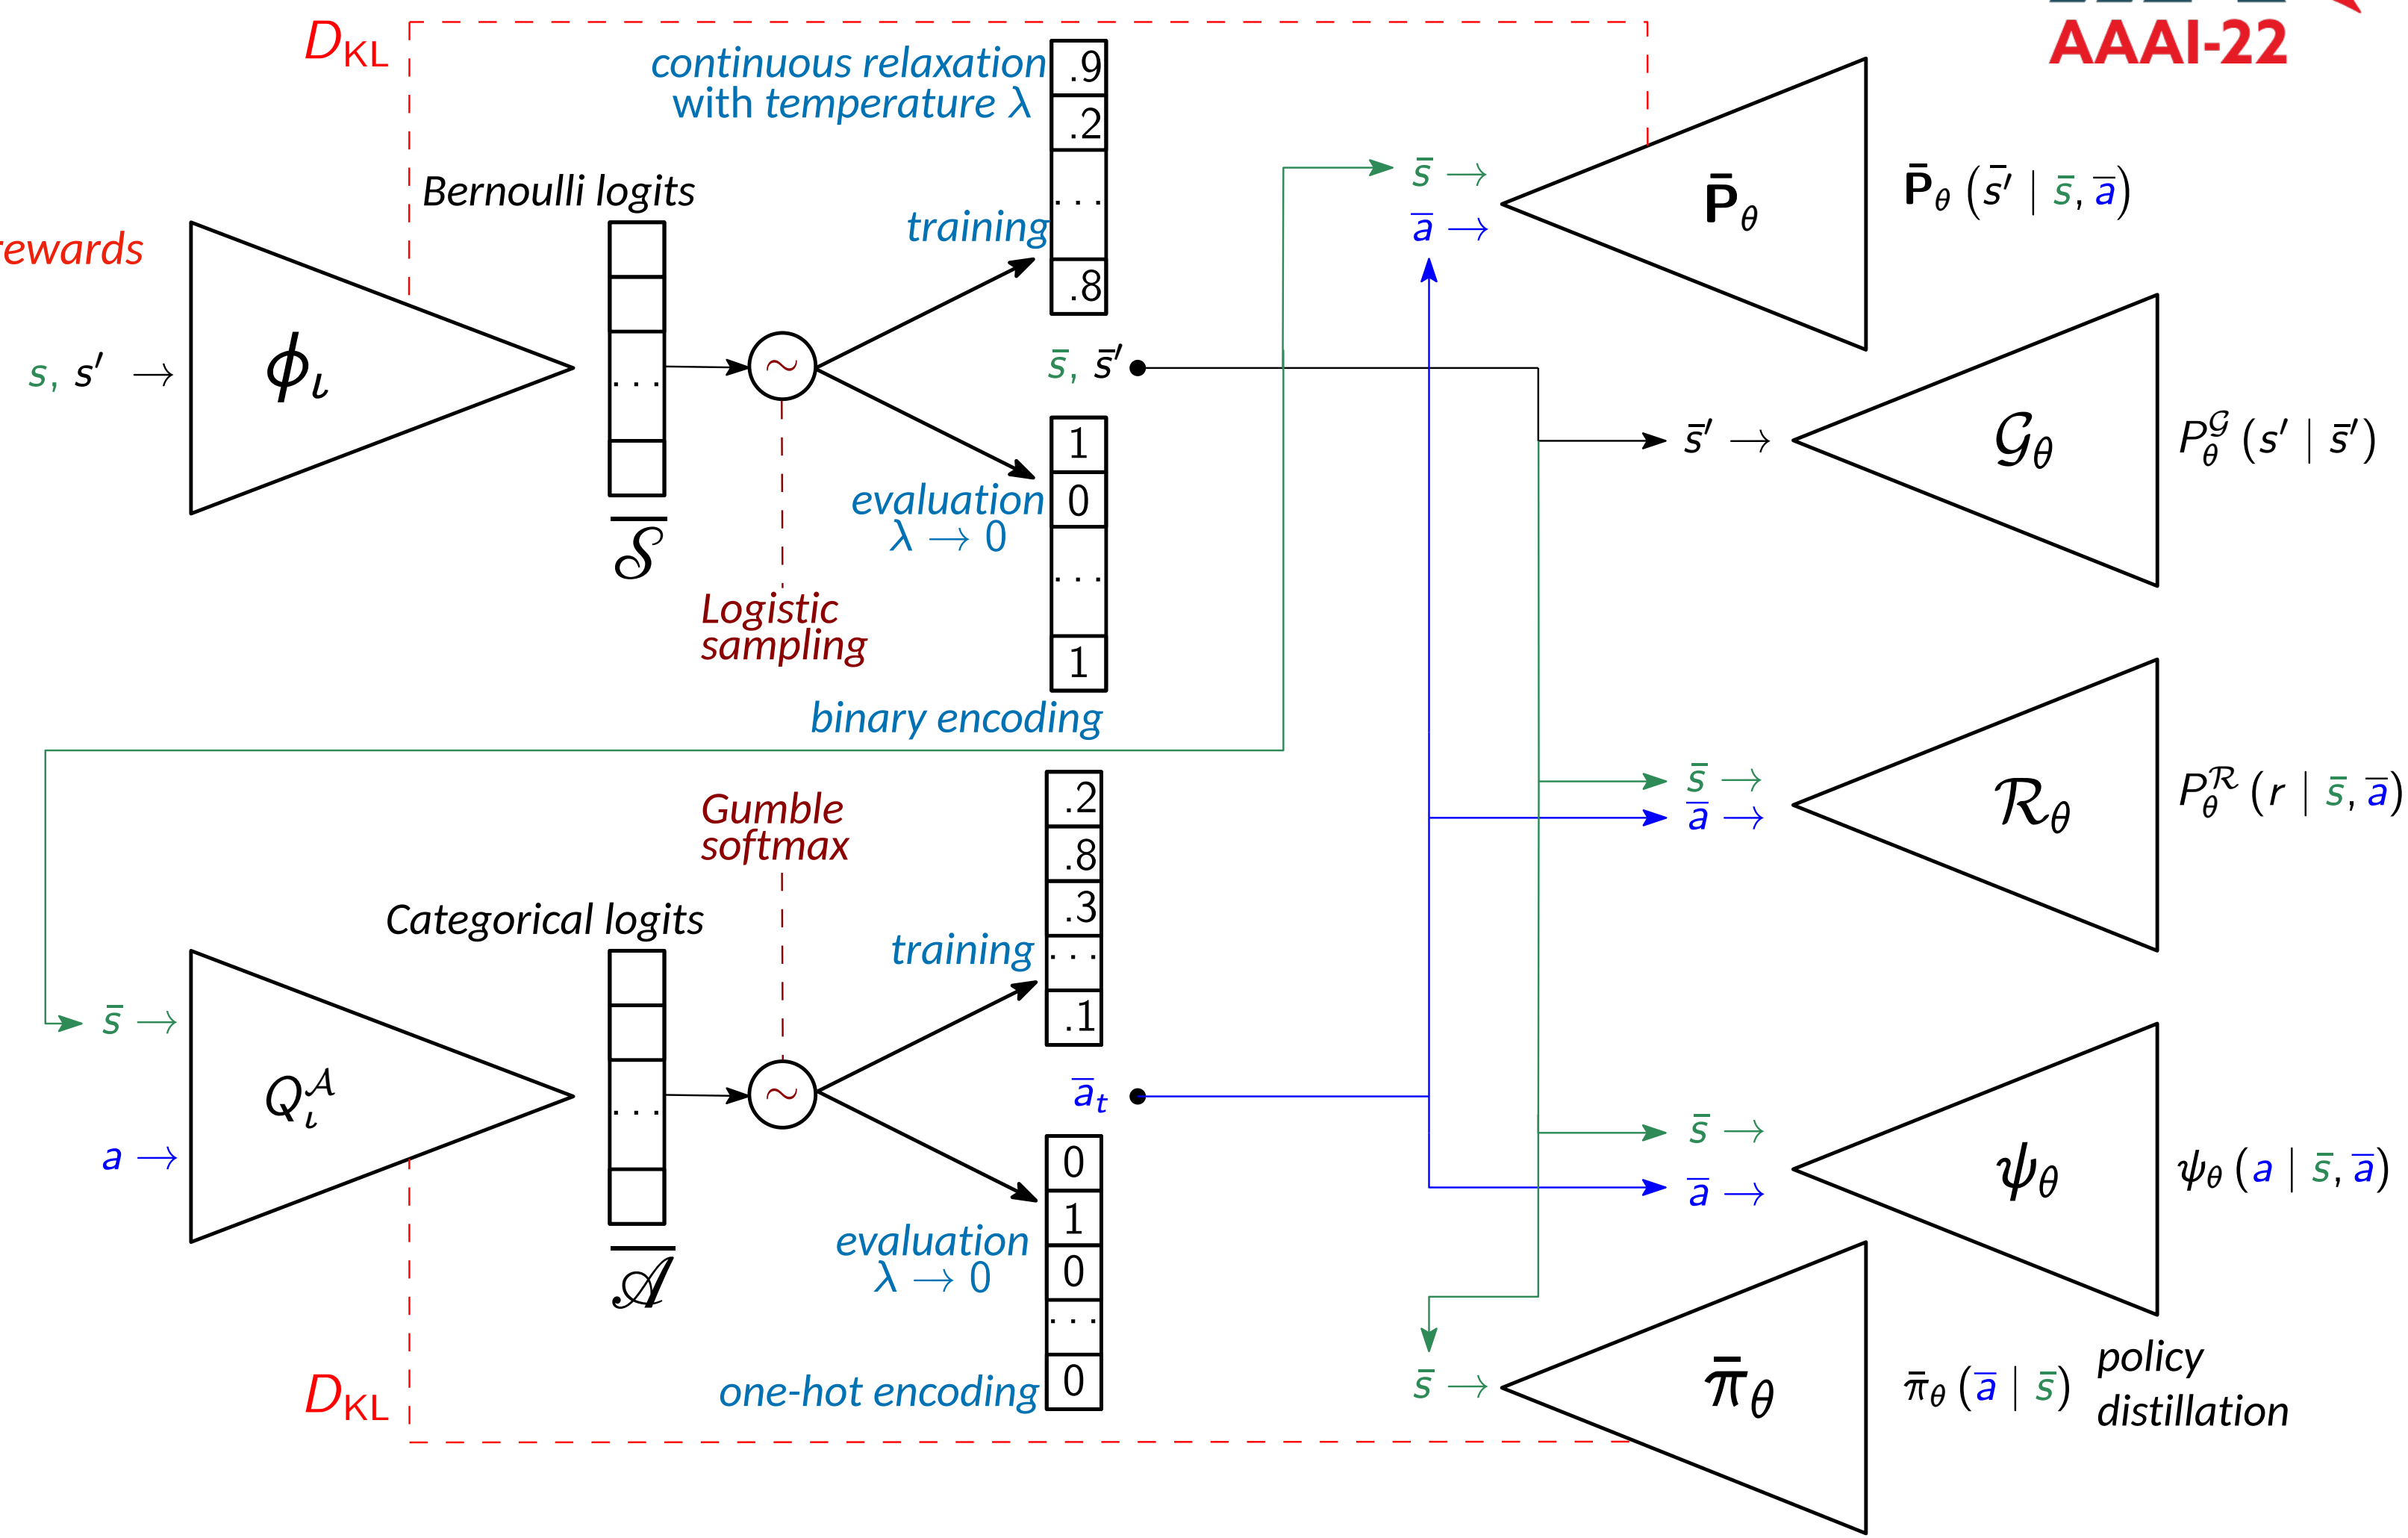 AAAI-22
D_KL
continuous relaxation
with temperature λ
.9
.2
...
.8
Bernoulli logits
training
ewards
s, s′ →
ϕ_ι
...
∼
s̄, s̄′
S̄
evaluation
λ → 0
1
0
...
1
Logistic
sampling
binary encoding
s̄ →
a̅ →
P̄_θ
P̄_θ (s̄′ | s̄, a̅)
s̄′ →
𝒢_θ
P_θ^𝒢 (s′ | s̄′)
s̄ →
a̅ →
ℛ_θ
P_θ^ℛ (r | s̄, a̅)
Gumble
softmax
Categorical logits
training
.2
.8
.3
...
.1
s̄ →
a →
Q_ι^𝒜
...
∼
a̅_t
𝒜̅
evaluation
λ → 0
0
1
0
...
0
one-hot encoding
D_KL
s̄ →
a̅ →
ψ_θ
ψ_θ (a | s̄, a̅)
s̄ →
π̄_θ
π̄_θ (a̅ | s̄)
policy
distillation